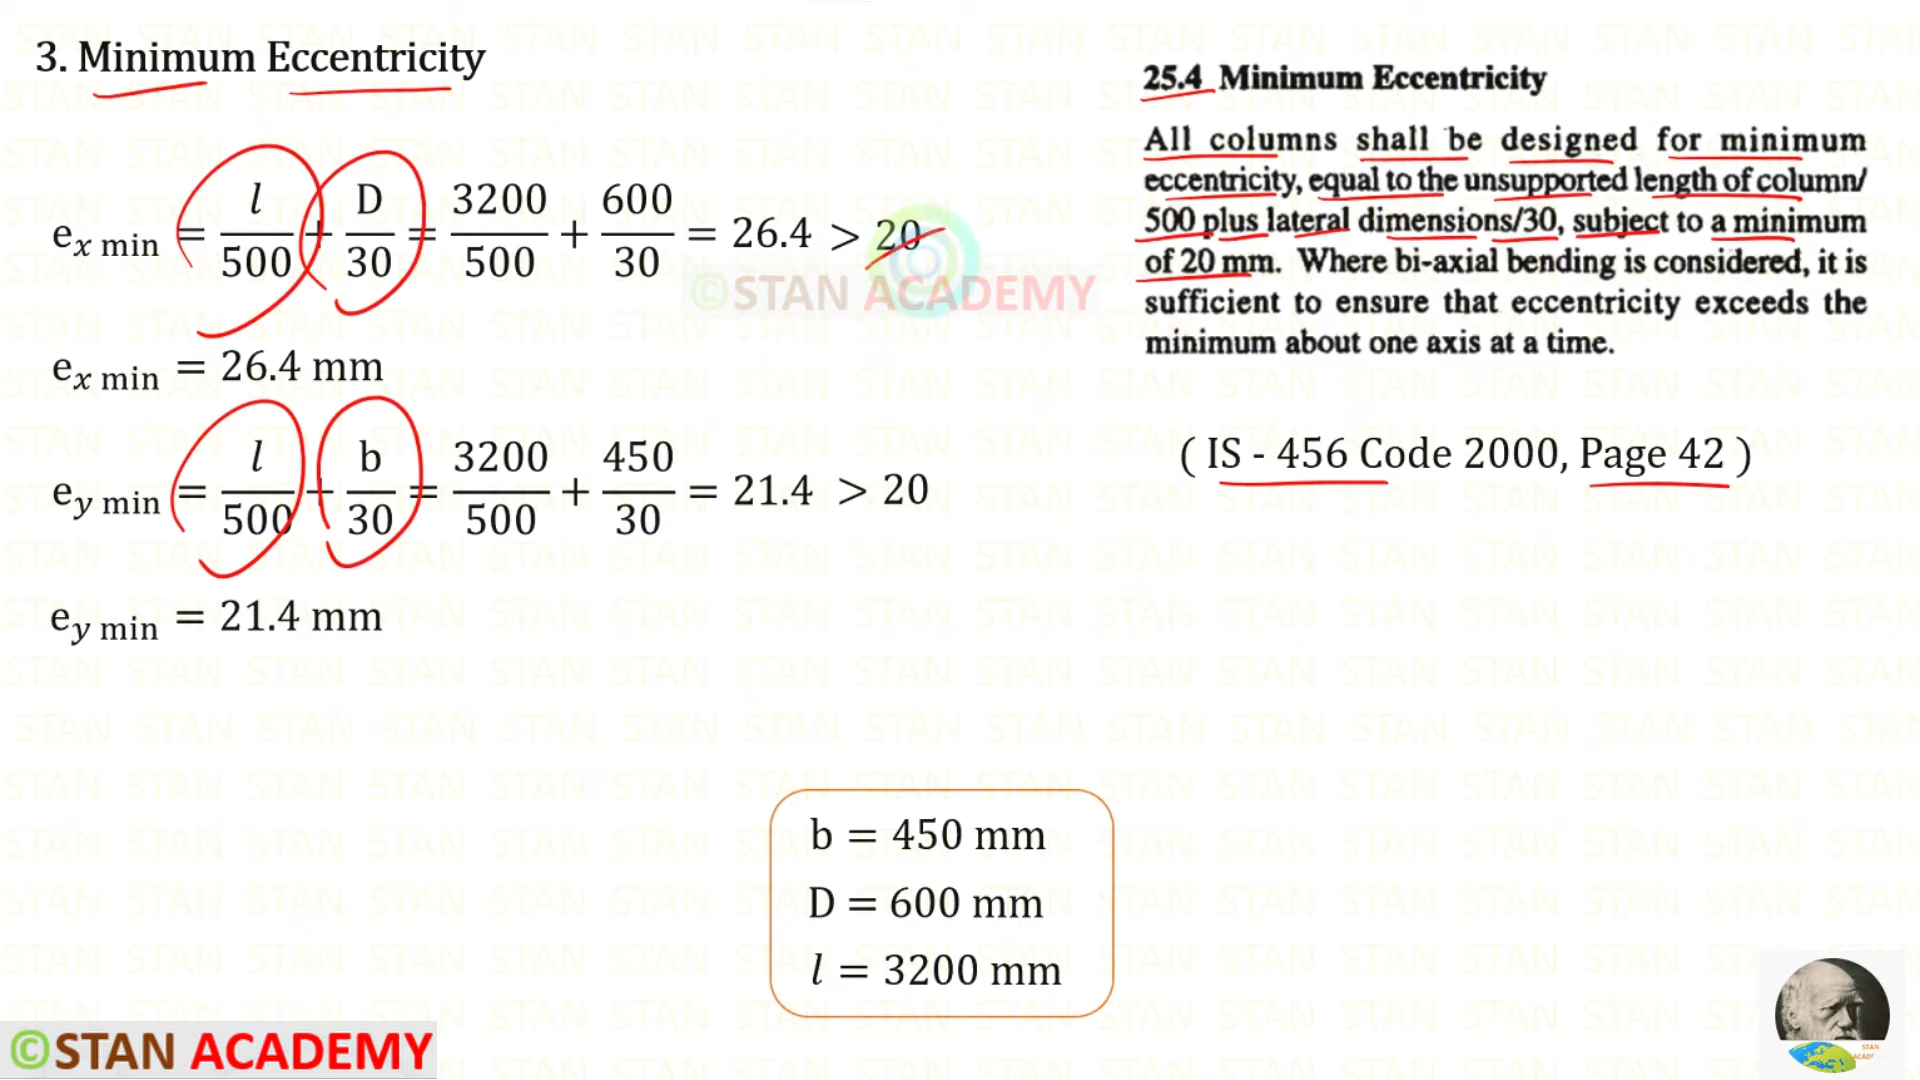 3. Minimum Eccentricity
e x min = l/500 + D/30 = 3200/500 + 600/30 = 26.4 > 20
e x min = 26.4 mm
e y min = l/500 + b/30 = 3200/500 + 450/30 = 21.4 > 20
e y min = 21.4 mm
25.4 Minimum Eccentricity
All columns shall be designed for minimum
eccentricity, equal to the unsupported length of column/
500 plus lateral dimensions/30, subject to a minimum
of 20 mm. Where bi-axial bending is considered, it is
sufficient to ensure that eccentricity exceeds the
minimum about one axis at a time.
( IS - 456 Code 2000, Page 42 )
©STAN ACADEMY
b = 450 mm
D = 600 mm
l = 3200 mm
©STAN ACADEMY